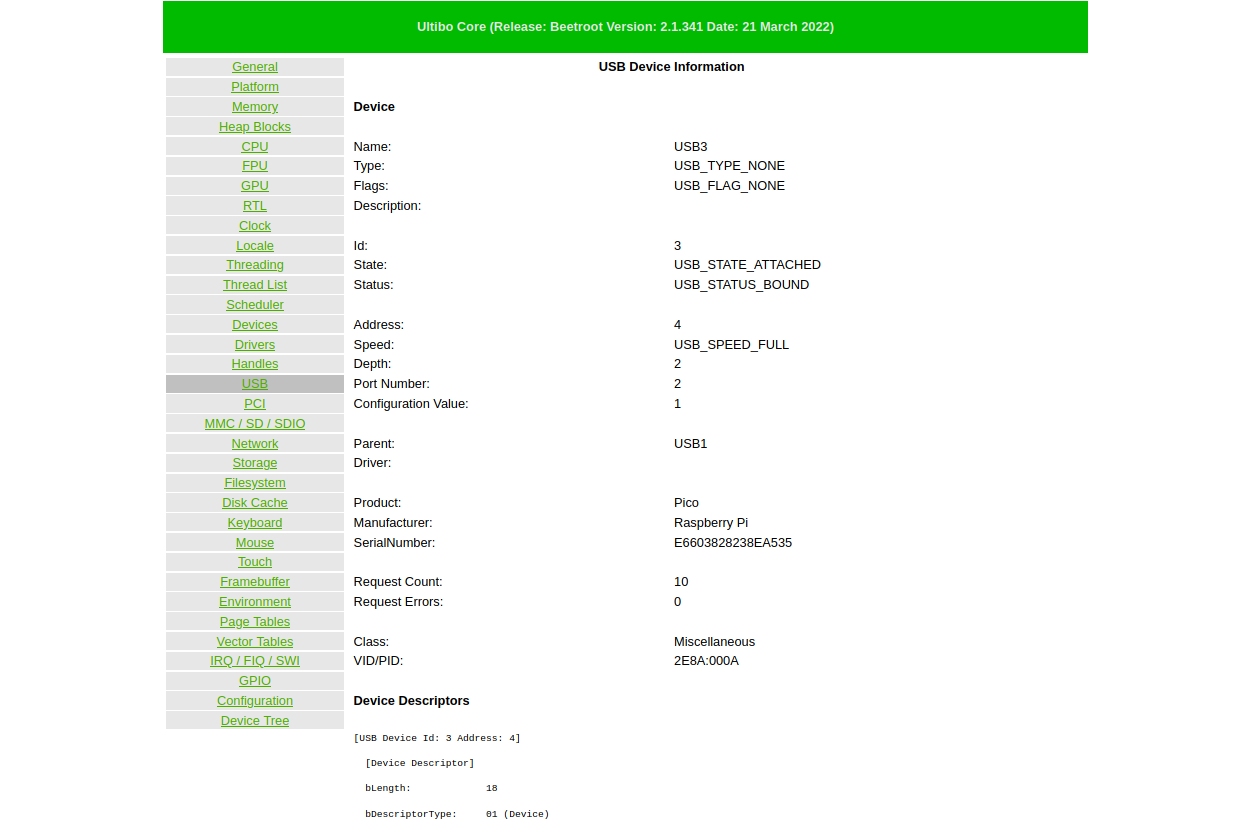 Ultibo Core (Release: Beetroot Version: 2.1.341 Date: 21 March 2022)
General
Platform
Memory
Heap Blocks
CPU
FPU
GPU
RTL
Clock
Locale
Threading
Thread List
Scheduler
Devices
Drivers
Handles
USB
PCI
MMC / SD / SDIO
Network
Storage
Filesystem
Disk Cache
Keyboard
Mouse
Touch
Framebuffer
Environment
Page Tables
Vector Tables
IRQ / FIQ / SWI
GPIO
Configuration
Device Tree
USB Device Information
Device
Name: USB3
Type: USB_TYPE_NONE
Flags: USB_FLAG_NONE
Description:
Id: 3
State: USB_STATE_ATTACHED
Status: USB_STATUS_BOUND
Address: 4
Speed: USB_SPEED_FULL
Depth: 2
Port Number: 2
Configuration Value: 1
Parent: USB1
Driver:
Product: Pico
Manufacturer: Raspberry Pi
SerialNumber: E6603828238EA535
Request Count: 10
Request Errors: 0
Class: Miscellaneous
VID/PID: 2E8A:000A
Device Descriptors
[USB Device Id: 3 Address: 4]
[Device Descriptor]
bLength: 18
bDescriptorType: 01 (Device)